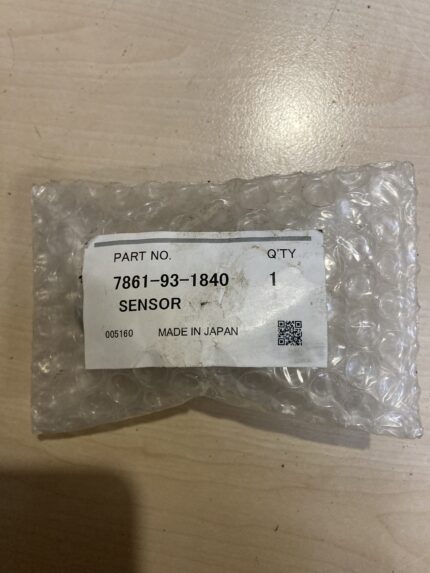 PART NO. Q'TY
7861-93-1840 1
SENSOR
005160 MADE IN JAPAN